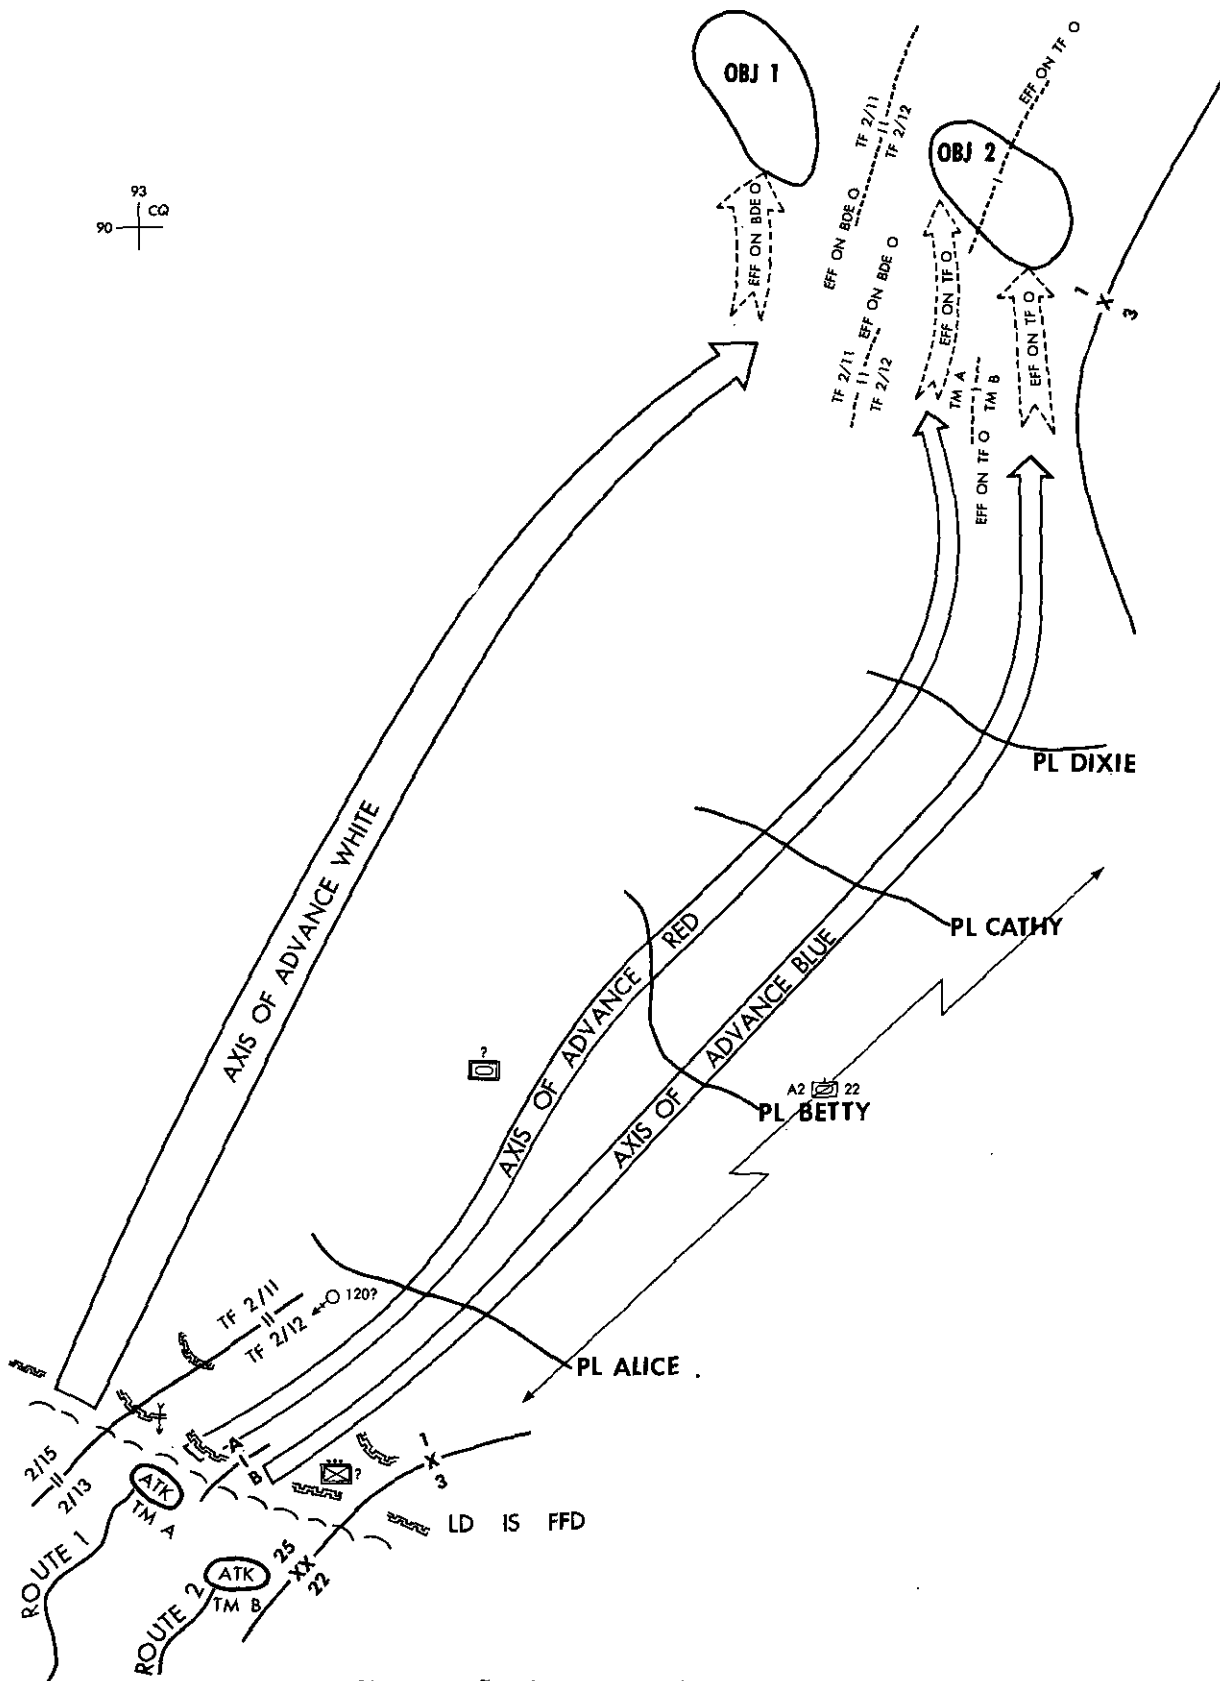 OBJ 1
EFF ON BDE O
TF 2/11
II
TF 2/12
EFF ON BDE O
EFF ON TF O
OBJ 2
I
93
CQ
90
EFF ON BDE O
TF 2/11
II
TF 2/12
EFF ON TF O
EFF ON TF O
1
X
3
TM A
I
TM B
EFF ON TF O
PL DIXIE
AXIS OF ADVANCE WHITE
AXIS OF ADVANCE RED
AXIS OF ADVANCE BLUE
PL CATHY
?
A2 22
PL BETTY
TF 2/11
II
TF 2/12
120?
PL ALICE
A
I
B
?
1
X
3
2/15
II
2/13
ATK
TM A
LD IS FFD
ROUTE 1
25
XX
22
ATK
TM B
ROUTE 2